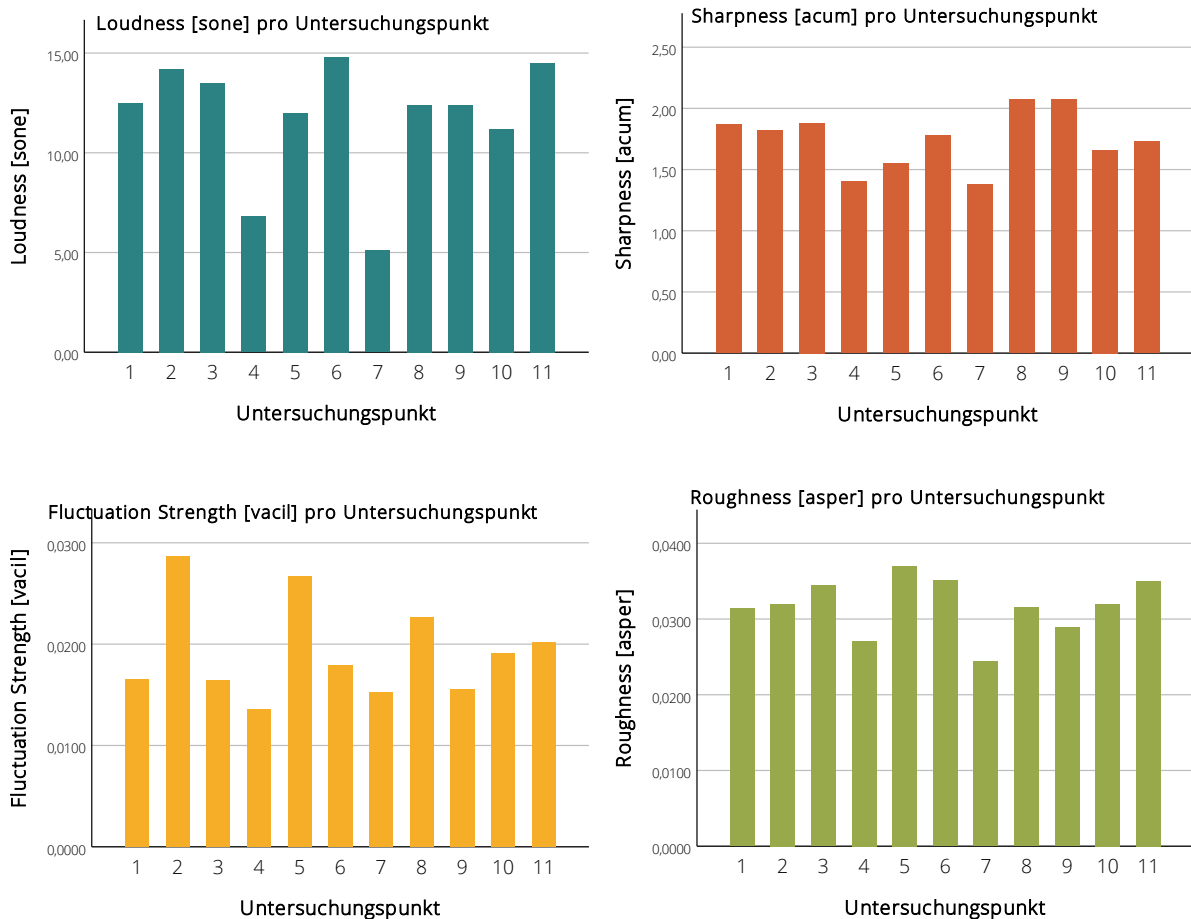 Loudness [sone] pro Untersuchungspunkt
Loudness [sone]
15,00
10,00
5,00
0,00
1 2 3 4 5 6 7 8 9 10 11
Untersuchungspunkt
Sharpness [acum] pro Untersuchungspunkt
Sharpness [acum]
2,50
2,00
1,50
1,00
0,50
0,00
1 2 3 4 5 6 7 8 9 10 11
Untersuchungspunkt
Fluctuation Strength [vacil] pro Untersuchungspunkt
Fluctuation Strength [vacil]
0,0300
0,0200
0,0100
0,0000
1 2 3 4 5 6 7 8 9 10 11
Untersuchungspunkt
Roughness [asper] pro Untersuchungspunkt
Roughness [asper]
0,0400
0,0300
0,0200
0,0100
0,0000
1 2 3 4 5 6 7 8 9 10 11
Untersuchungspunkt